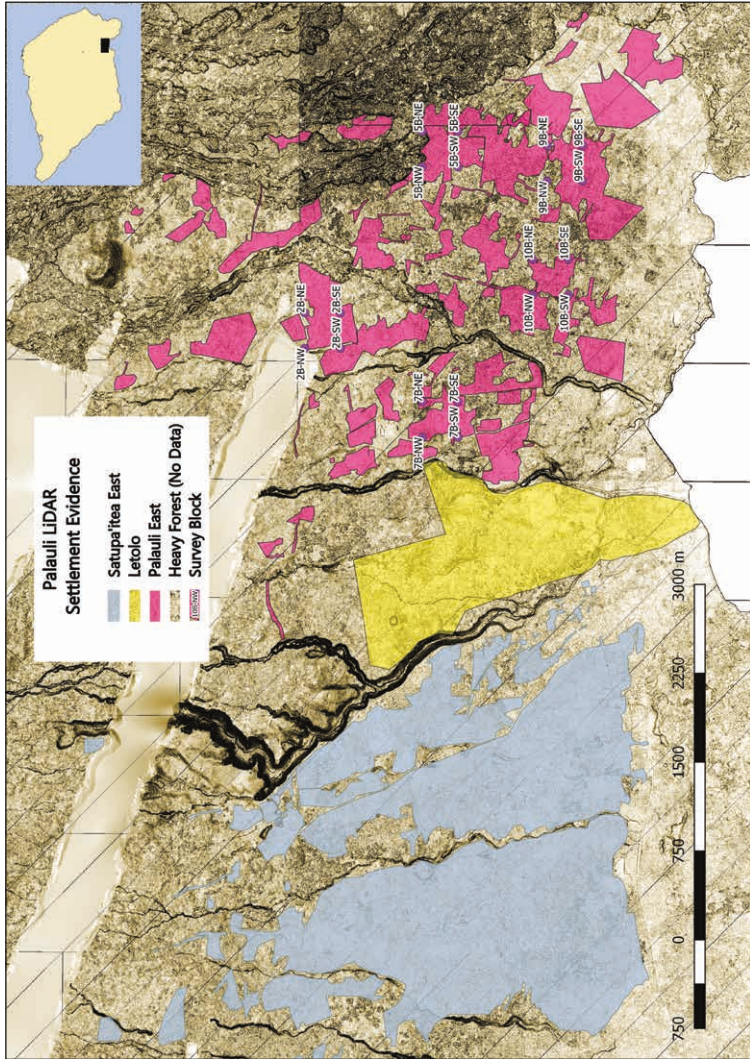 Palauli LiDAR
Settlement Evidence
Satupa'itea East
Letolo
Palauli East
Heavy Forest (No Data)
10B-NW Survey Block
2B-NW
2B-NE
2B-SW
2B-SE
5B-NW
5B-NE
5B-SW
5B-SE
7B-NW
7B-NE
7B-SW
7B-SE
9B-NW
9B-NE
9B-SW
9B-SE
10B-NW
10B-NE
10B-SW
10B-SE
750
0
750
1500
2250
3000 m